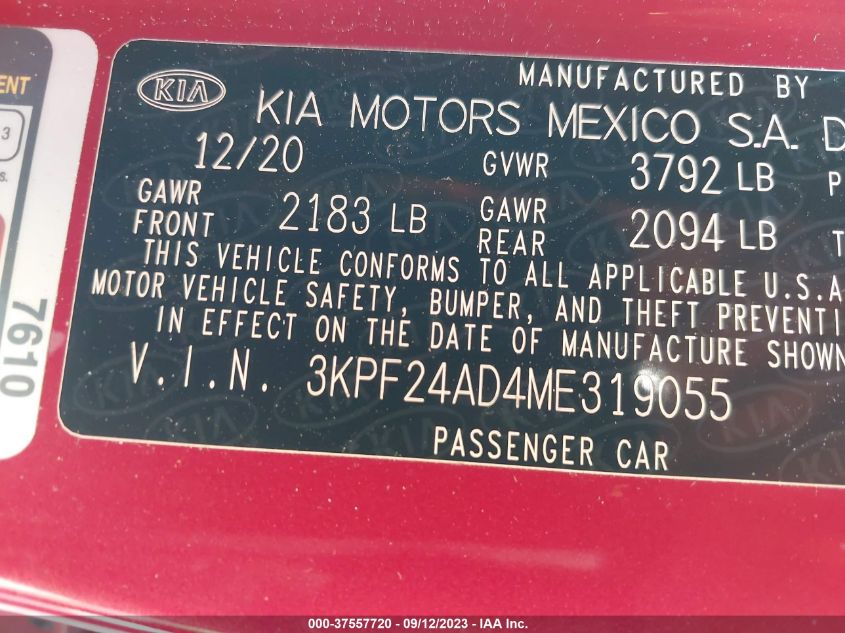 MANUFACTURED BY
KIA
KIA MOTORS MEXICO S.A. D
12/20 GVWR 3792 LB P
GAWR FRONT 2183 LB GAWR REAR 2094 LB T
THIS VEHICLE CONFORMS TO ALL APPLICABLE U.S.A
MOTOR VEHICLE SAFETY, BUMPER, AND THEFT PREVENTI
IN EFFECT ON THE DATE OF MANUFACTURE SHOWN
V.I.N. 3KPF24AD4ME319055
PASSENGER CAR
ENT
3
s.
7610
000-37557720 - 09/12/2023 - IAA Inc.